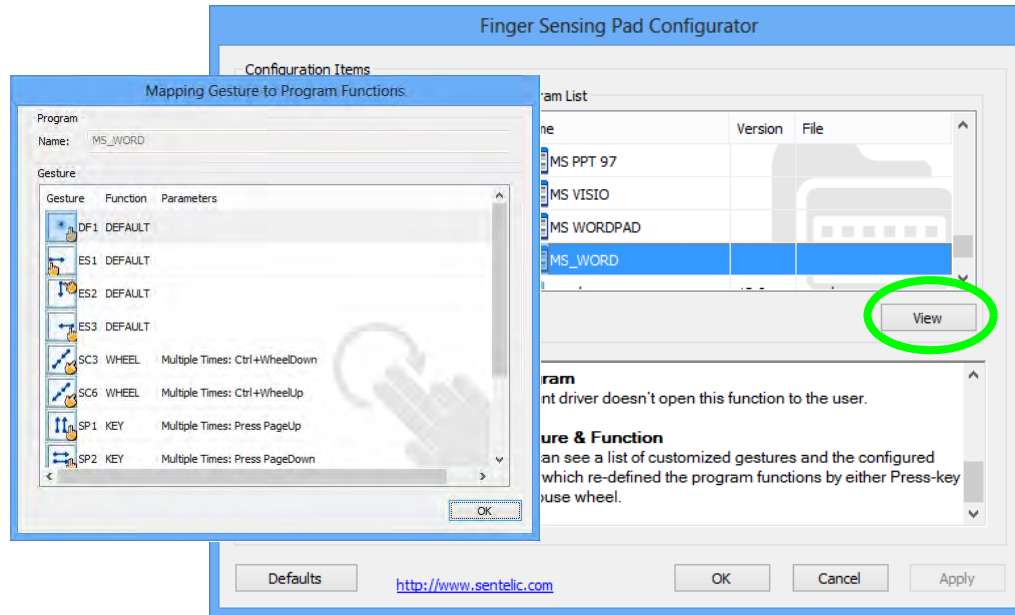 Finger Sensing Pad Configurator
Configuration Items
Mapping Gesture to Program Functions
Program
Name: MS_WORD
Gesture
Gesture Function Parameters
DF1 DEFAULT
ES1 DEFAULT
ES2 DEFAULT
ES3 DEFAULT
SC3 WHEEL Multiple Times: Ctrl+WheelDown
SC6 WHEEL Multiple Times: Ctrl+WheelUp
SP1 KEY Multiple Times: Press PageUp
SP2 KEY Multiple Times: Press PageDown
OK
ram List
me Version File
MS PPT 97
MS VISIO
MS WORDPAD
MS_WORD
View
ram
nt driver doesn't open this function to the user.
ure & Function
an see a list of customized gestures and the configured
which re-defined the program functions by either Press-key
ouse wheel.
Defaults http://www.sentelic.com OK Cancel Apply